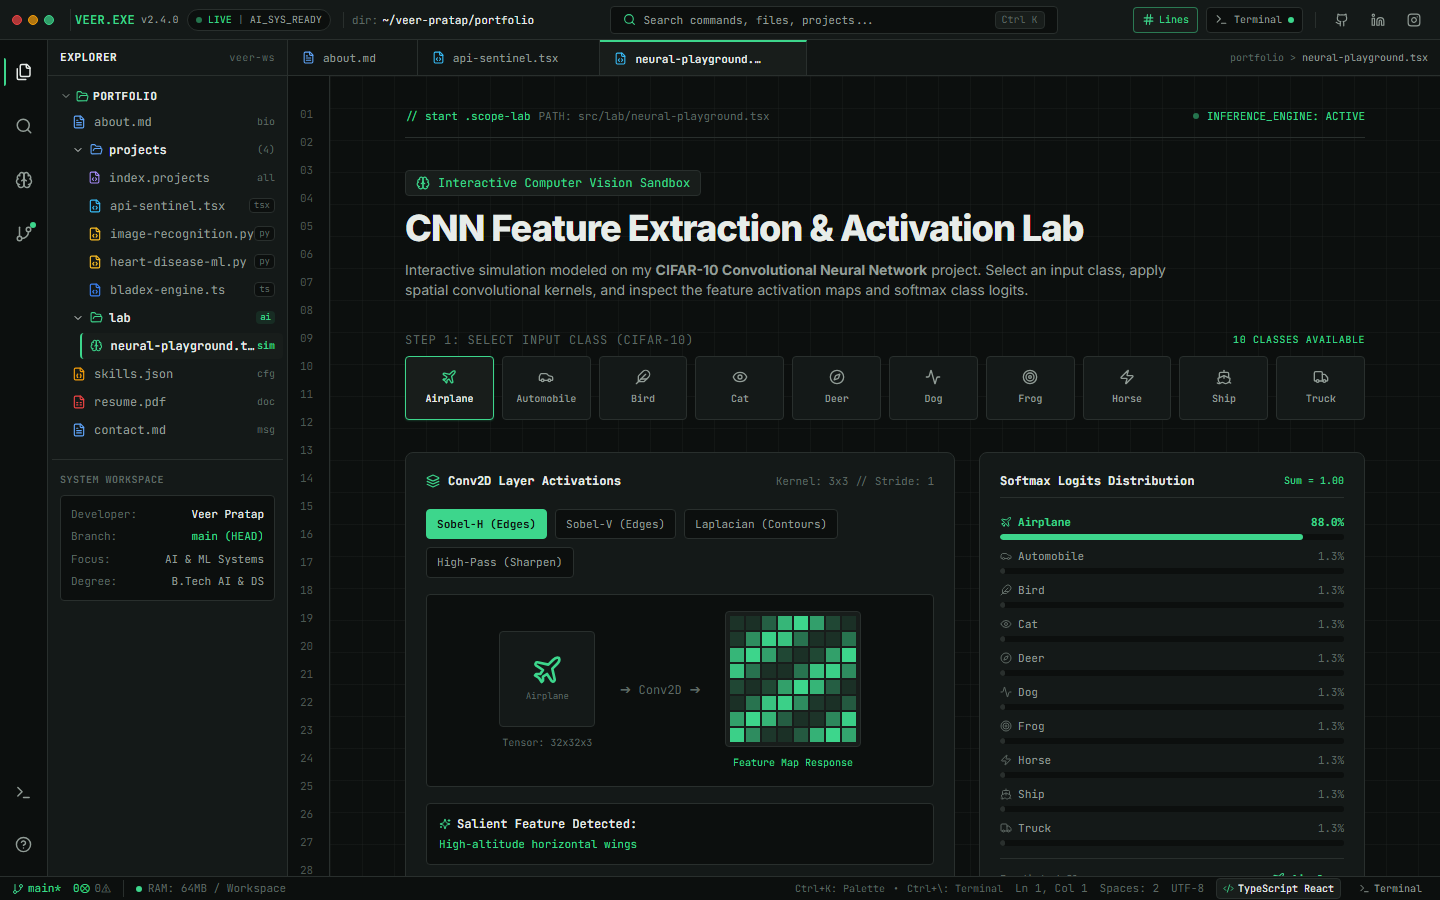 VEER.EXE v2.4.0 LIVE | AI_SYS_READY dir: ~/veer-pratap/portfolio
Search commands, files, projects... Ctrl K
Lines Terminal
EXPLORER veer-ws
PORTFOLIO
about.md bio
projects (4)
index.projects all
api-sentinel.tsx tsx
image-recognition.py py
heart-disease-ml.py py
bladex-engine.ts ts
lab ai
neural-playground.t… sim
skills.json cfg
resume.pdf doc
contact.md msg
SYSTEM WORKSPACE
Developer: Veer Pratap
Branch: main (HEAD)
Focus: AI & ML Systems
Degree: B.Tech AI & DS
about.md
api-sentinel.tsx
neural-playground.…
portfolio > neural-playground.tsx
01
02
03
04
05
06
07
08
09
10
11
12
13
14
15
16
17
18
19
20
21
22
23
24
25
26
27
28
// start .scope-lab PATH: src/lab/neural-playground.tsx
INFERENCE_ENGINE: ACTIVE
Interactive Computer Vision Sandbox
CNN Feature Extraction & Activation Lab
Interactive simulation modeled on my CIFAR-10 Convolutional Neural Network project. Select an input class, apply
spatial convolutional kernels, and inspect the feature activation maps and softmax class logits.
STEP 1: SELECT INPUT CLASS (CIFAR-10)
10 CLASSES AVAILABLE
Airplane Automobile Bird Cat Deer Dog Frog Horse Ship Truck
Conv2D Layer Activations
Kernel: 3x3 // Stride: 1
Sobel-H (Edges) Sobel-V (Edges) Laplacian (Contours)
High-Pass (Sharpen)
Airplane
Tensor: 32x32x3
→ Conv2D →
Feature Map Response
Salient Feature Detected:
High-altitude horizontal wings
Softmax Logits Distribution
Sum = 1.00
Airplane 88.0%
Automobile 1.3%
Bird 1.3%
Cat 1.3%
Deer 1.3%
Dog 1.3%
Frog 1.3%
Horse 1.3%
Ship 1.3%
Truck 1.3%
main* 0 0 RAM: 64MB / Workspace
Ctrl+K: Palette • Ctrl+\: Terminal Ln 1, Col 1 Spaces: 2 UTF-8 TypeScript React Terminal